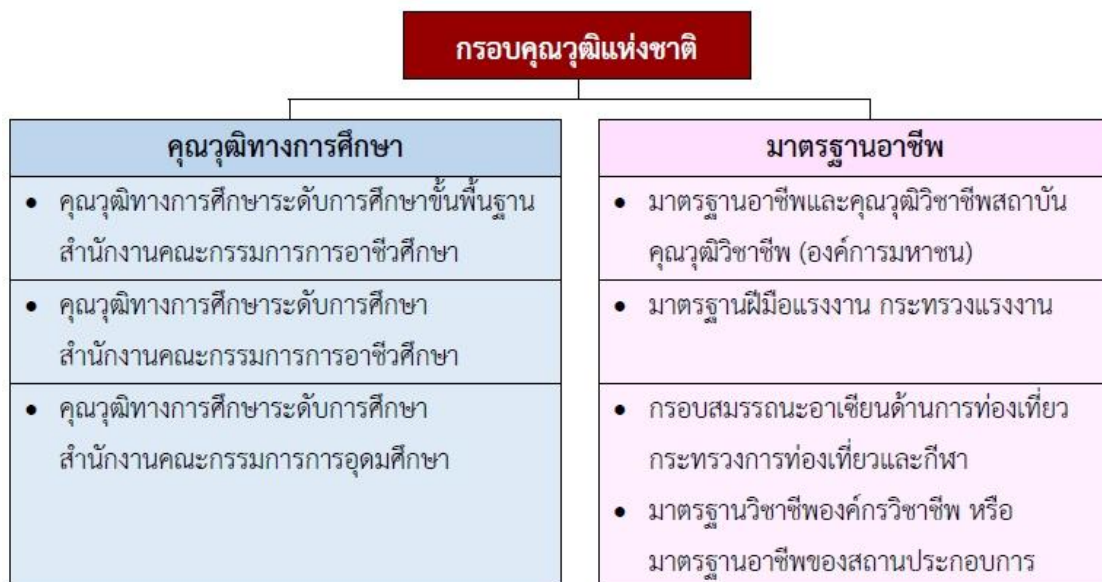 กรอบคุณวุฒิแห่งชาติ
คุณวุฒิทางการศึกษา
• คุณวุฒิทางการศึกษาระดับการศึกษาขั้นพื้นฐาน
สำนักงานคณะกรรมการการอาชีวศึกษา
• คุณวุฒิทางการศึกษาระดับการศึกษา
สำนักงานคณะกรรมการการอาชีวศึกษา
• คุณวุฒิทางการศึกษาระดับการศึกษา
สำนักงานคณะกรรมการการอุดมศึกษา
มาตรฐานอาชีพ
• มาตรฐานอาชีพและคุณวุฒิวิชาชีพสถาบัน
คุณวุฒิวิชาชีพ (องค์การมหาชน)
• มาตรฐานฝีมือแรงงาน กระทรวงแรงงาน
• กรอบสมรรถนะอาเซียนด้านการท่องเที่ยว
กระทรวงการท่องเที่ยวและกีฬา
• มาตรฐานวิชาชีพองค์กรวิชาชีพ หรือ
มาตรฐานอาชีพของสถานประกอบการ